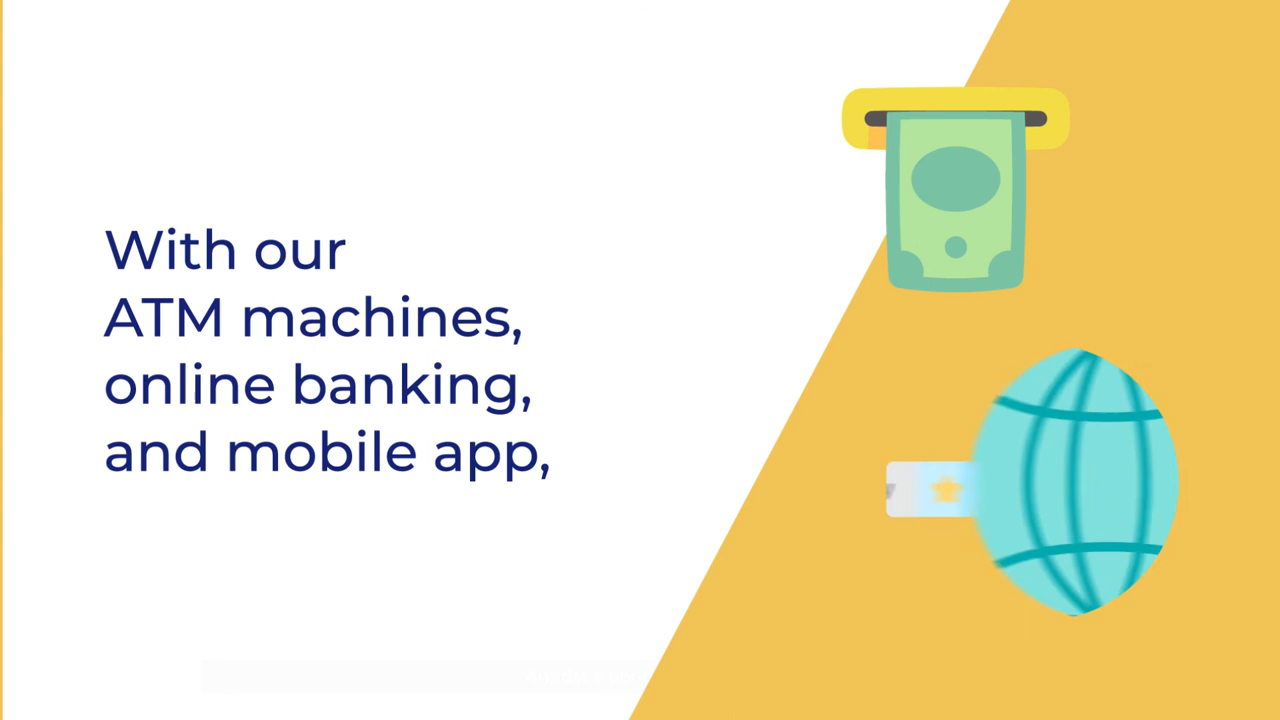 With our
ATM machines,
online banking,
and mobile app,